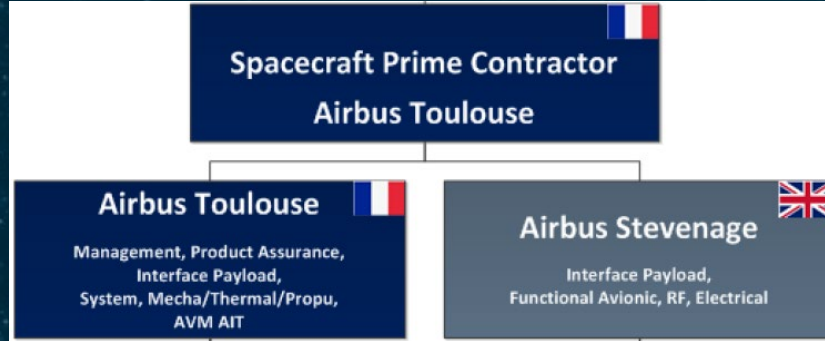 Spacecraft Prime Contractor
Airbus Toulouse
Airbus Toulouse
Management, Product Assurance,
Interface Payload,
System, Mecha/Thermal/Propu,
AVM AIT
Airbus Stevenage
Interface Payload,
Functional Avionic, RF, Electrical